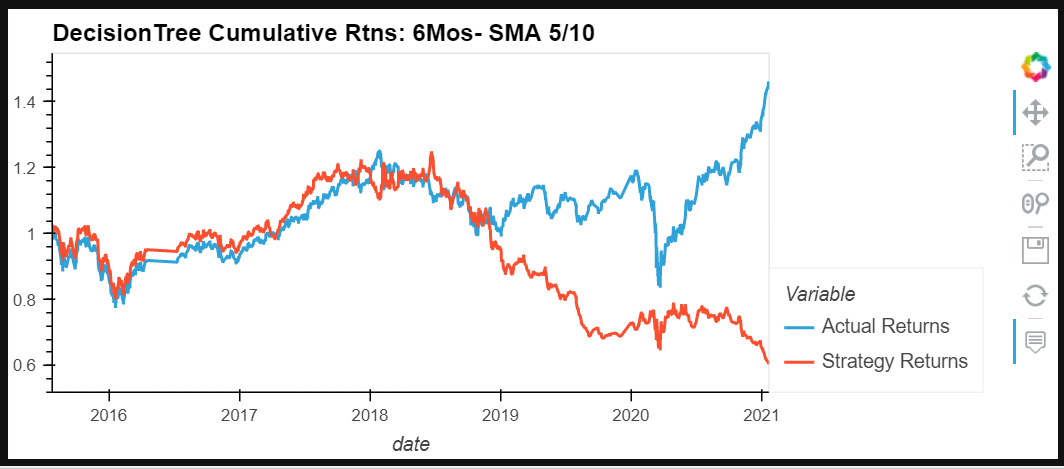 DecisionTree Cumulative Rtns: 6Mos- SMA 5/10
1.4
1.2
1
0.8
0.6
2016 2017 2018 2019 2020 2021
date
Variable
Actual Returns
Strategy Returns